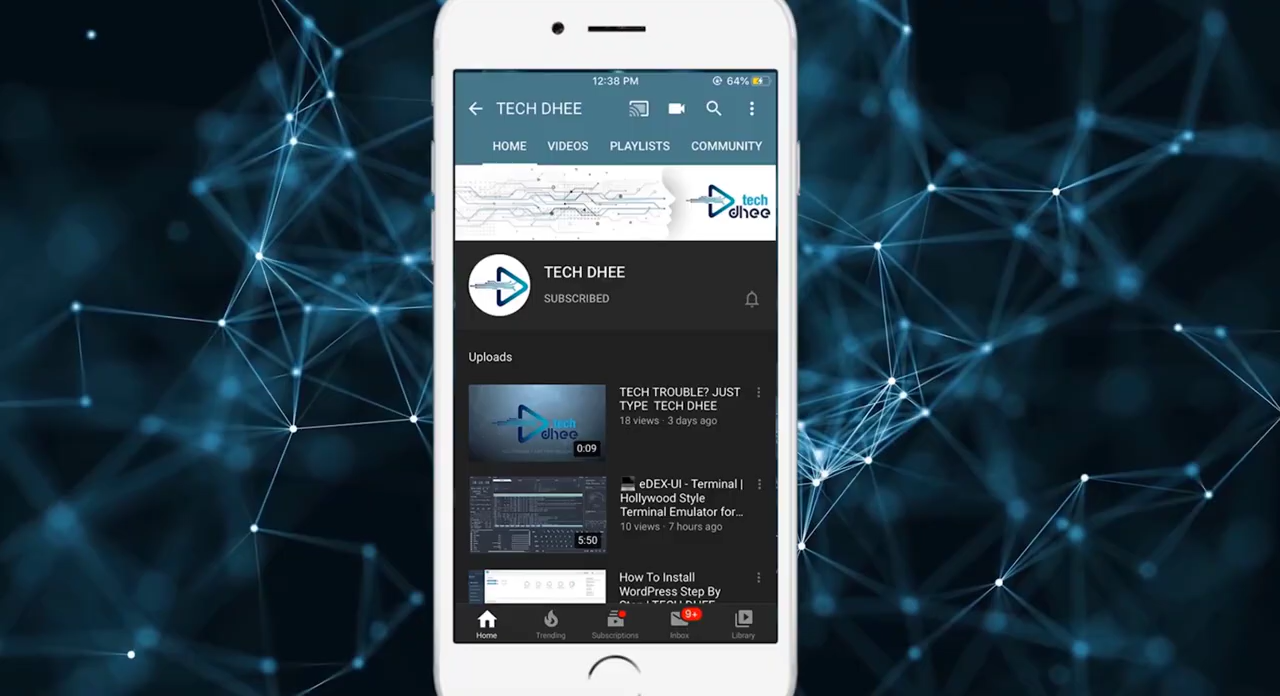 12:38 PM
64%
TECH DHEE
HOME VIDEOS PLAYLISTS COMMUNITY
tech
dhee
TECH DHEE
SUBSCRIBED
Uploads
TECH TROUBLE? JUST
TYPE TECH DHEE
18 views · 3 days ago
tech
dhee
0:09
eDEX-UI - Terminal |
Hollywood Style
Terminal Emulator for...
10 views · 7 hours ago
5:50
How To Install
WordPress Step By
Home Trending Subscriptions Inbox Library
9+